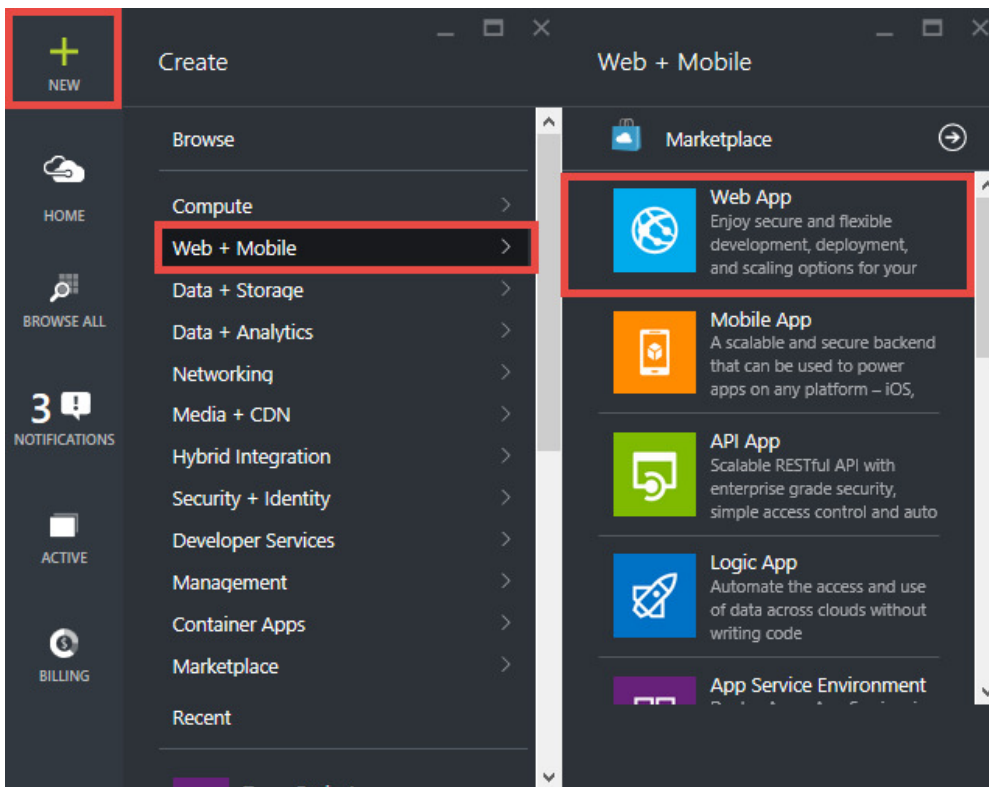 NEW
HOME
BROWSE ALL
3
NOTIFICATIONS
ACTIVE
BILLING
Create
Browse
Compute
Web + Mobile
Data + Storage
Data + Analytics
Networking
Media + CDN
Hybrid Integration
Security + Identity
Developer Services
Management
Container Apps
Marketplace
Recent
Web + Mobile
Marketplace
Web App
Enjoy secure and flexible
development, deployment,
and scaling options for your
Mobile App
A scalable and secure backend
that can be used to power
apps on any platform – iOS,
API App
Scalable RESTful API with
enterprise grade security,
simple access control and auto
Logic App
Automate the access and use
of data across clouds without
writing code
App Service Environment